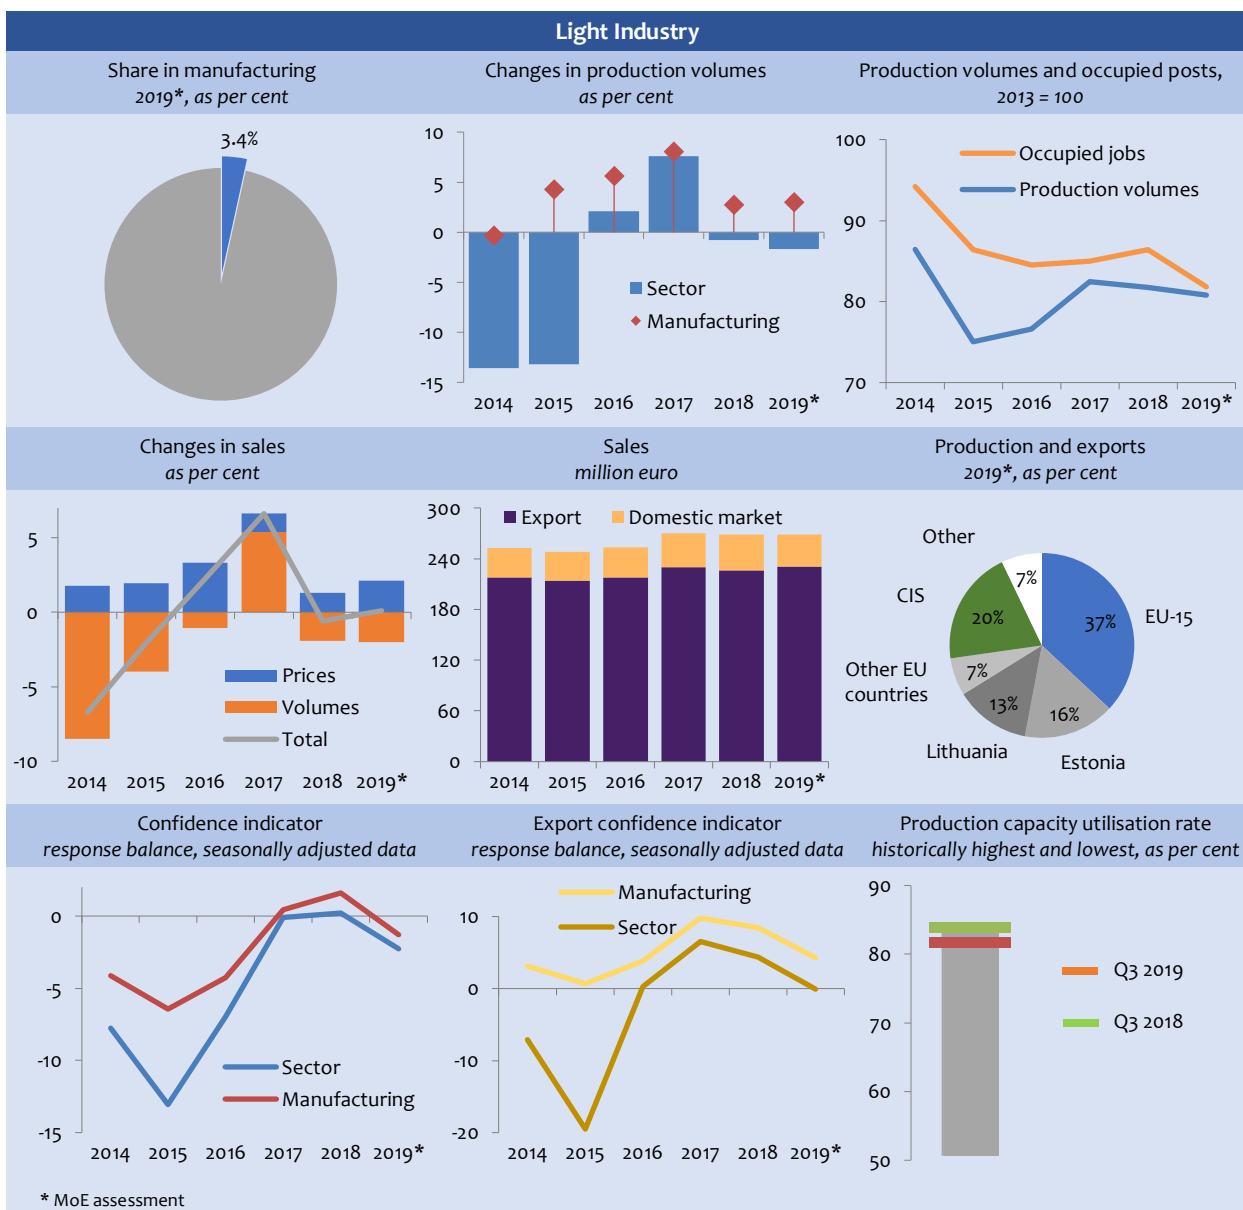 Light Industry
Share in manufacturing
2019*, as per cent
3.4%
Changes in production volumes
as per cent
10
5
0
-5
-10
-15
Sector
Manufacturing
2014 2015 2016 2017 2018 2019*
Production volumes and occupied posts,
2013 = 100
100
90
80
70
Occupied jobs
Production volumes
2014 2015 2016 2017 2018 2019*
Changes in sales
as per cent
5
0
-5
-10
Prices
Volumes
Total
2014 2015 2016 2017 2018 2019*
Sales
million euro
300
240
180
120
60
0
Export Domestic market
2014 2015 2016 2017 2018 2019*
Production and exports
2019*, as per cent
Other
7%
CIS
20%
37%
EU-15
Other EU
countries
7%
13%
16%
Lithuania
Estonia
Confidence indicator
response balance, seasonally adjusted data
0
-5
-10
-15
Sector
Manufacturing
2014 2015 2016 2017 2018 2019*
Export confidence indicator
response balance, seasonally adjusted data
Manufacturing
Sector
10
0
-10
-20
2014 2015 2016 2017 2018 2019*
Production capacity utilisation rate
historically highest and lowest, as per cent
90
80
70
60
50
Q3 2019
Q3 2018
* MoE assessment